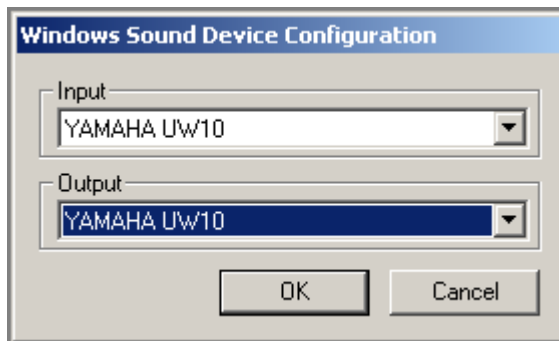 Windows Sound Device Configuration
Input
YAMAHA UW10
Output
YAMAHA UW10
OK Cancel